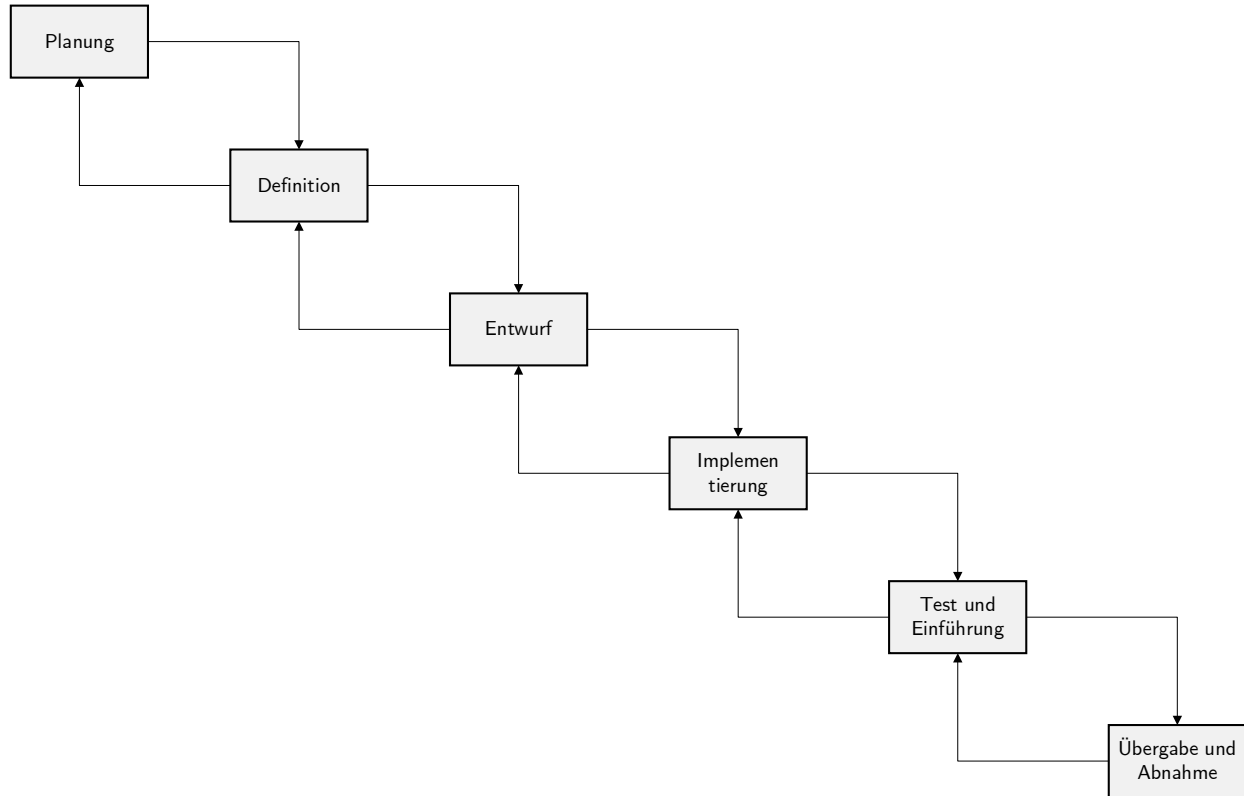 Planung
Definition
Entwurf
Implemen
tierung
Test und
Einführung
Übergabe und
Abnahme